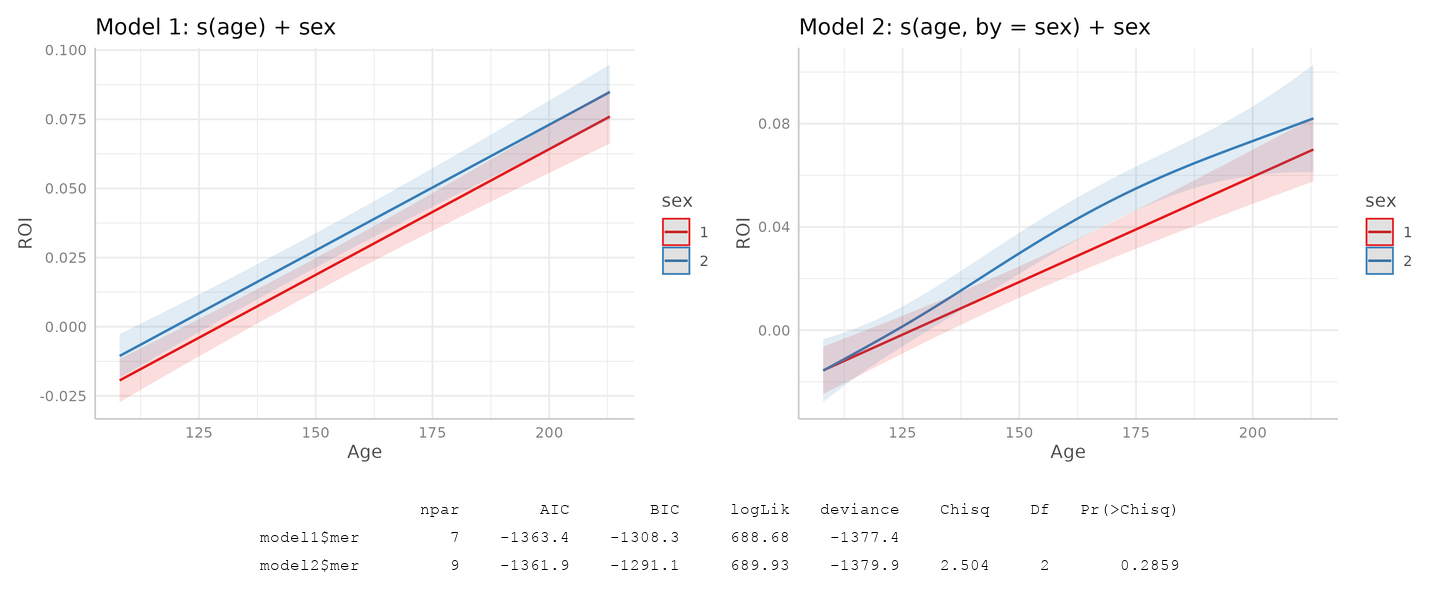 Model 1: s(age) + sex
0.100
0.075
0.050
0.025
0.000
-0.025
ROI
125 150 175 200
Age
sex
1
2
Model 2: s(age, by = sex) + sex
0.08
0.04
0.00
ROI
125 150 175 200
Age
sex
1
2
npar AIC BIC logLik deviance Chisq Df Pr(>Chisq)
model1$mer 7 -1363.4 -1308.3 688.68 -1377.4
model2$mer 9 -1361.9 -1291.1 689.93 -1379.9 2.504 2 0.2859